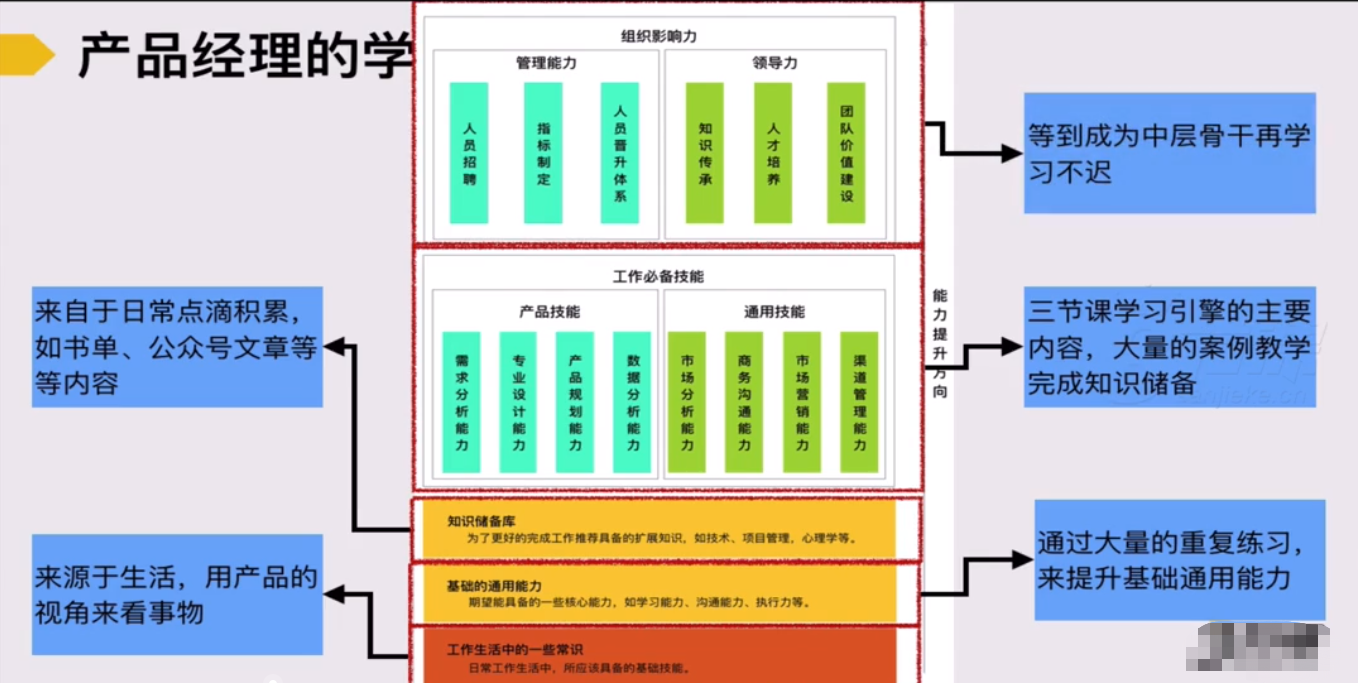 产品经理的学
组织影响力
管理能力
领导力
人员招聘
指标制定
人员晋升体系
知识传承
人才培养
团队价值建设
等到成为中层骨干再学
习不迟
工作必备技能
产品技能
通用技能
需求分析能力
专业设计能力
产品规划能力
数据分析能力
市场分析能力
商务沟通能力
市场营销能力
渠道管理能力
能力提升方向
来自于日常点滴积累，
如书单、公众号文章等
等内容
三节课学习引擎的主要
内容，大量的案例教学
完成知识储备
知识储备库
为了更好的完成工作推荐具备的扩展知识，如技术、项目管理，心理学等。
基础的通用能力
期望能具备的一些核心能力，如学习能力、沟通能力、执行力等。
通过大量的重复练习，
来提升基础通用能力
来源于生活，用产品的
视角来看事物
工作生活中的一些常识
日常工作生活中，所应该具备的基础技能。